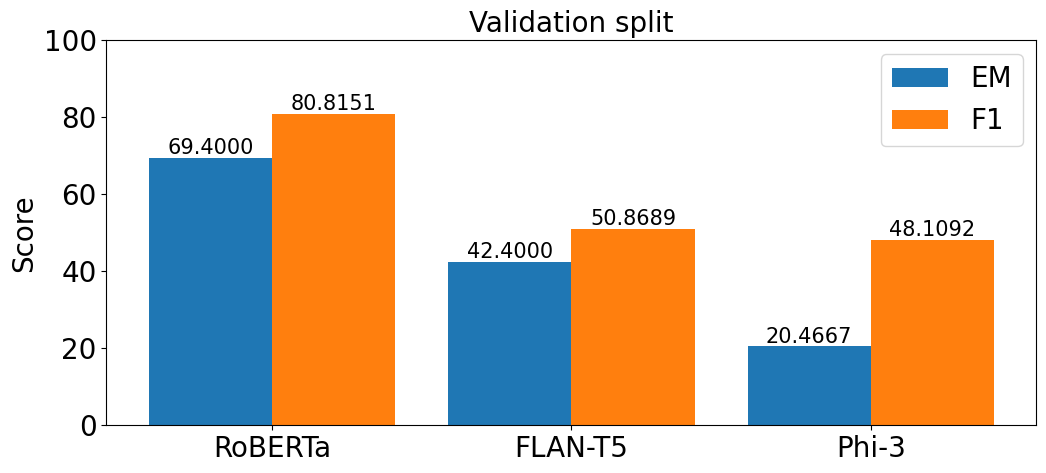 Validation split
Score
100
80
60
40
20
0
EM
F1
69.4000
80.8151
42.4000
50.8689
20.4667
48.1092
RoBERTa
FLAN-T5
Phi-3